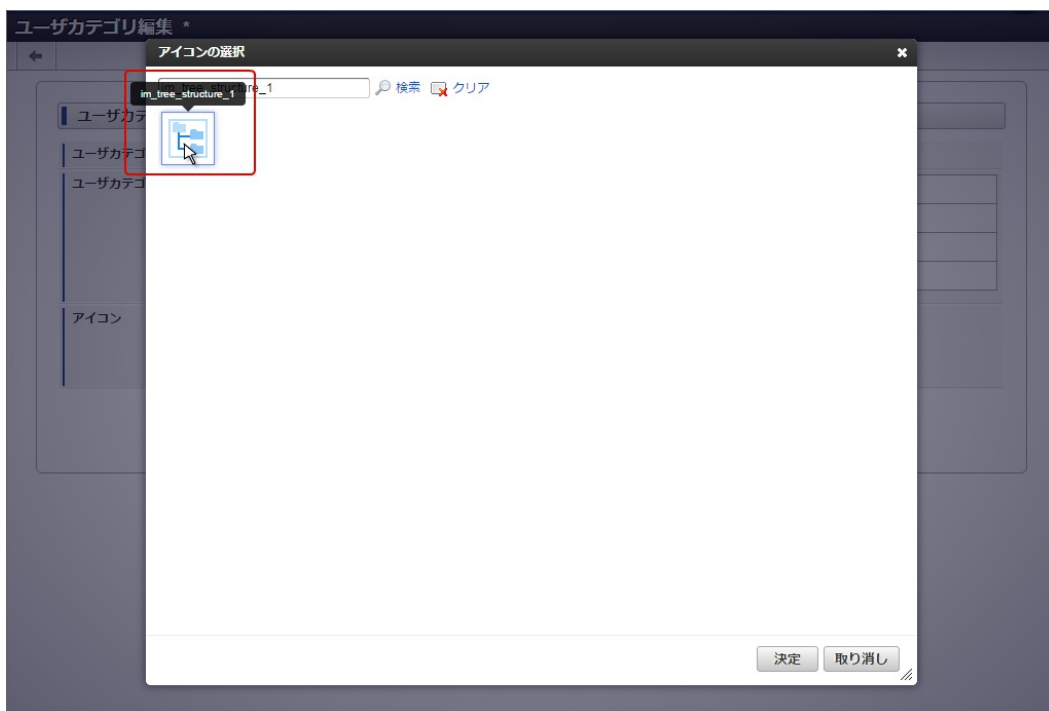 ユーザカテゴリ編集 *
アイコンの選択
im_tree_structure_1
検索
クリア
im_tree_structure_1
ユーザカテ
ユーザカテゴ
ユーザカテゴ
アイコン
決定
取り消し